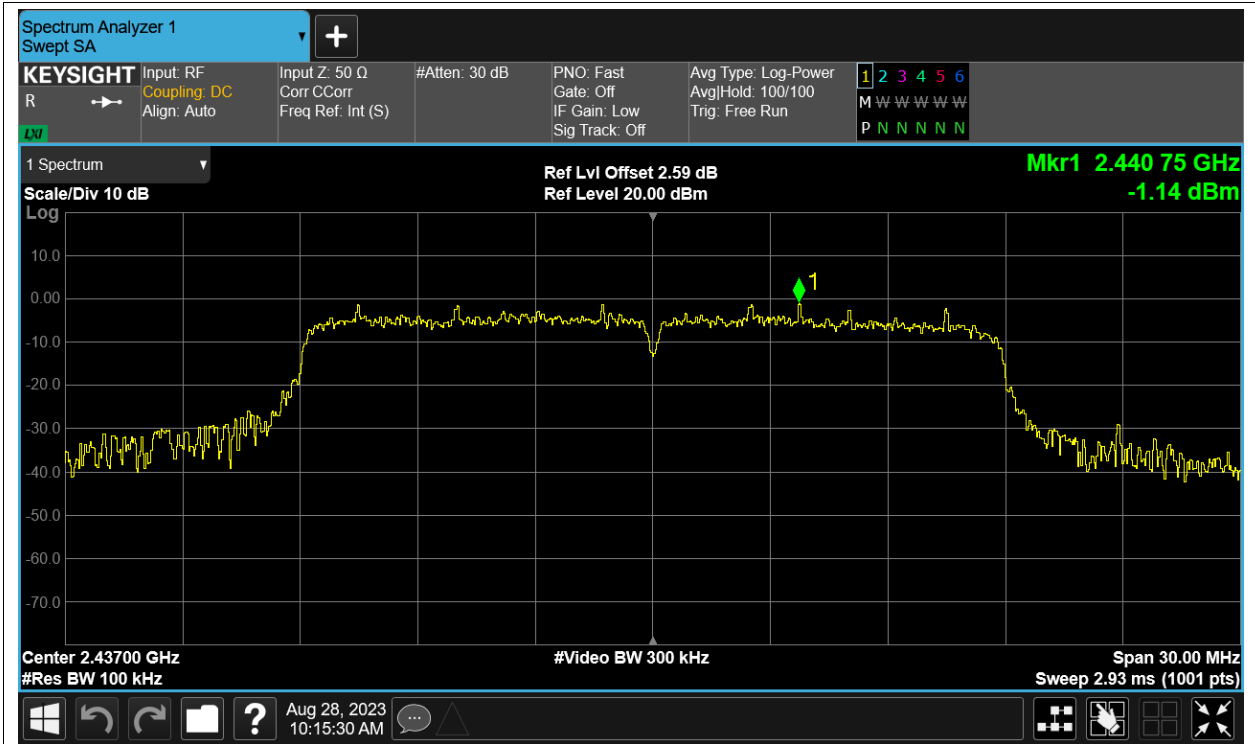 Spectrum Analyzer 1
Swept SA
+
KEYSIGHT
R
LXI
Input: RF
Coupling: DC
Align: Auto
Input Z: 50 Ω
Corr CCorr
Freq Ref: Int (S)
#Atten: 30 dB
PNO: Fast
Gate: Off
IF Gain: Low
Sig Track: Off
Avg Type: Log-Power
Avg|Hold: 100/100
Trig: Free Run
1 2 3 4 5 6
M W W W W W W
P N N N N N N
1 Spectrum
Scale/Div 10 dB
Log
Ref Lvl Offset 2.59 dB
Ref Level 20.00 dBm
Mkr1 2.440 75 GHz
-1.14 dBm
10.0
0.00
-10.0
-20.0
-30.0
-40.0
-50.0
-60.0
-70.0
1
Center 2.43700 GHz
#Res BW 100 kHz
#Video BW 300 kHz
Span 30.00 MHz
Sweep 2.93 ms (1001 pts)
?
Aug 28, 2023
10:15:30 AM